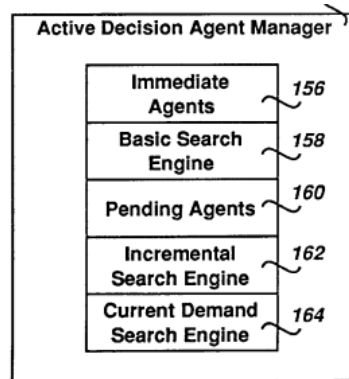 Active Decision Agent Manager
Immediate
Agents
156
Basic Search
Engine
158
Pending Agents
160
Incremental
Search Engine
162
Current Demand
Search Engine
164